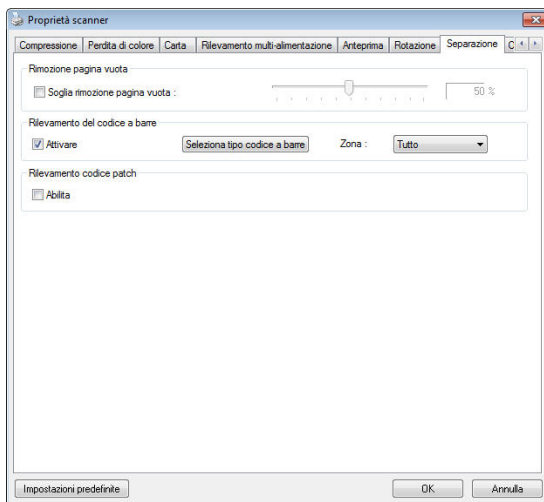 Proprietà scanner
Compressione Perdita di colore Carta Rilevamento multi-alimentazione Anteprima Rotazione Separazione C
Rimozione pagina vuota
Soglia rimozione pagina vuota : 50 %
Rilevamento del codice a barre
Attivare Seleziona tipo codice a barre Zona : Tutto
Rilevamento codice patch
Abilita
Impostazioni predefinite OK Annulla